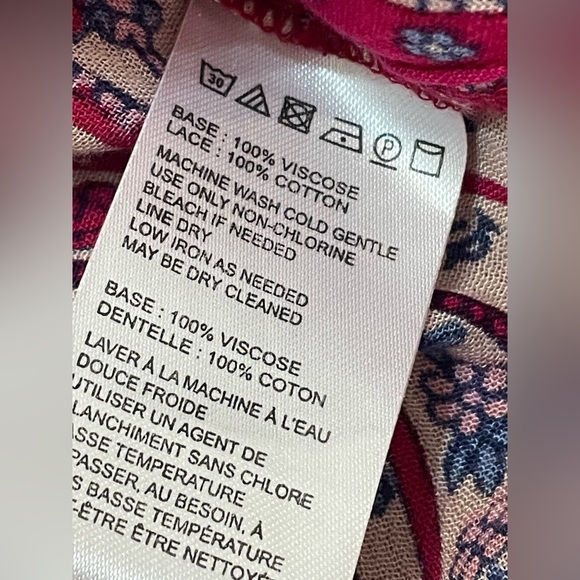 30
P
BASE : 100% VISCOSE
LACE : 100% COTTON
MACHINE WASH COLD GENTLE
USE ONLY NON-CHLORINE
BLEACH IF NEEDED
LINE DRY
LOW IRON AS NEEDED
MAY BE DRY CLEANED
BASE : 100% VISCOSE
DENTELLE : 100% COTON
LAVER À LA MACHINE À L'EAU
DOUCE FROIDE
UTILISER UN AGENT DE
LANCHIMENT SANS CHLORE
ASSE TEMPERATURE
PASSER, AU BESOIN, À
S BASSE TEMPÉRATURE
-ÊTRE ÊTRE NETTOYÉ